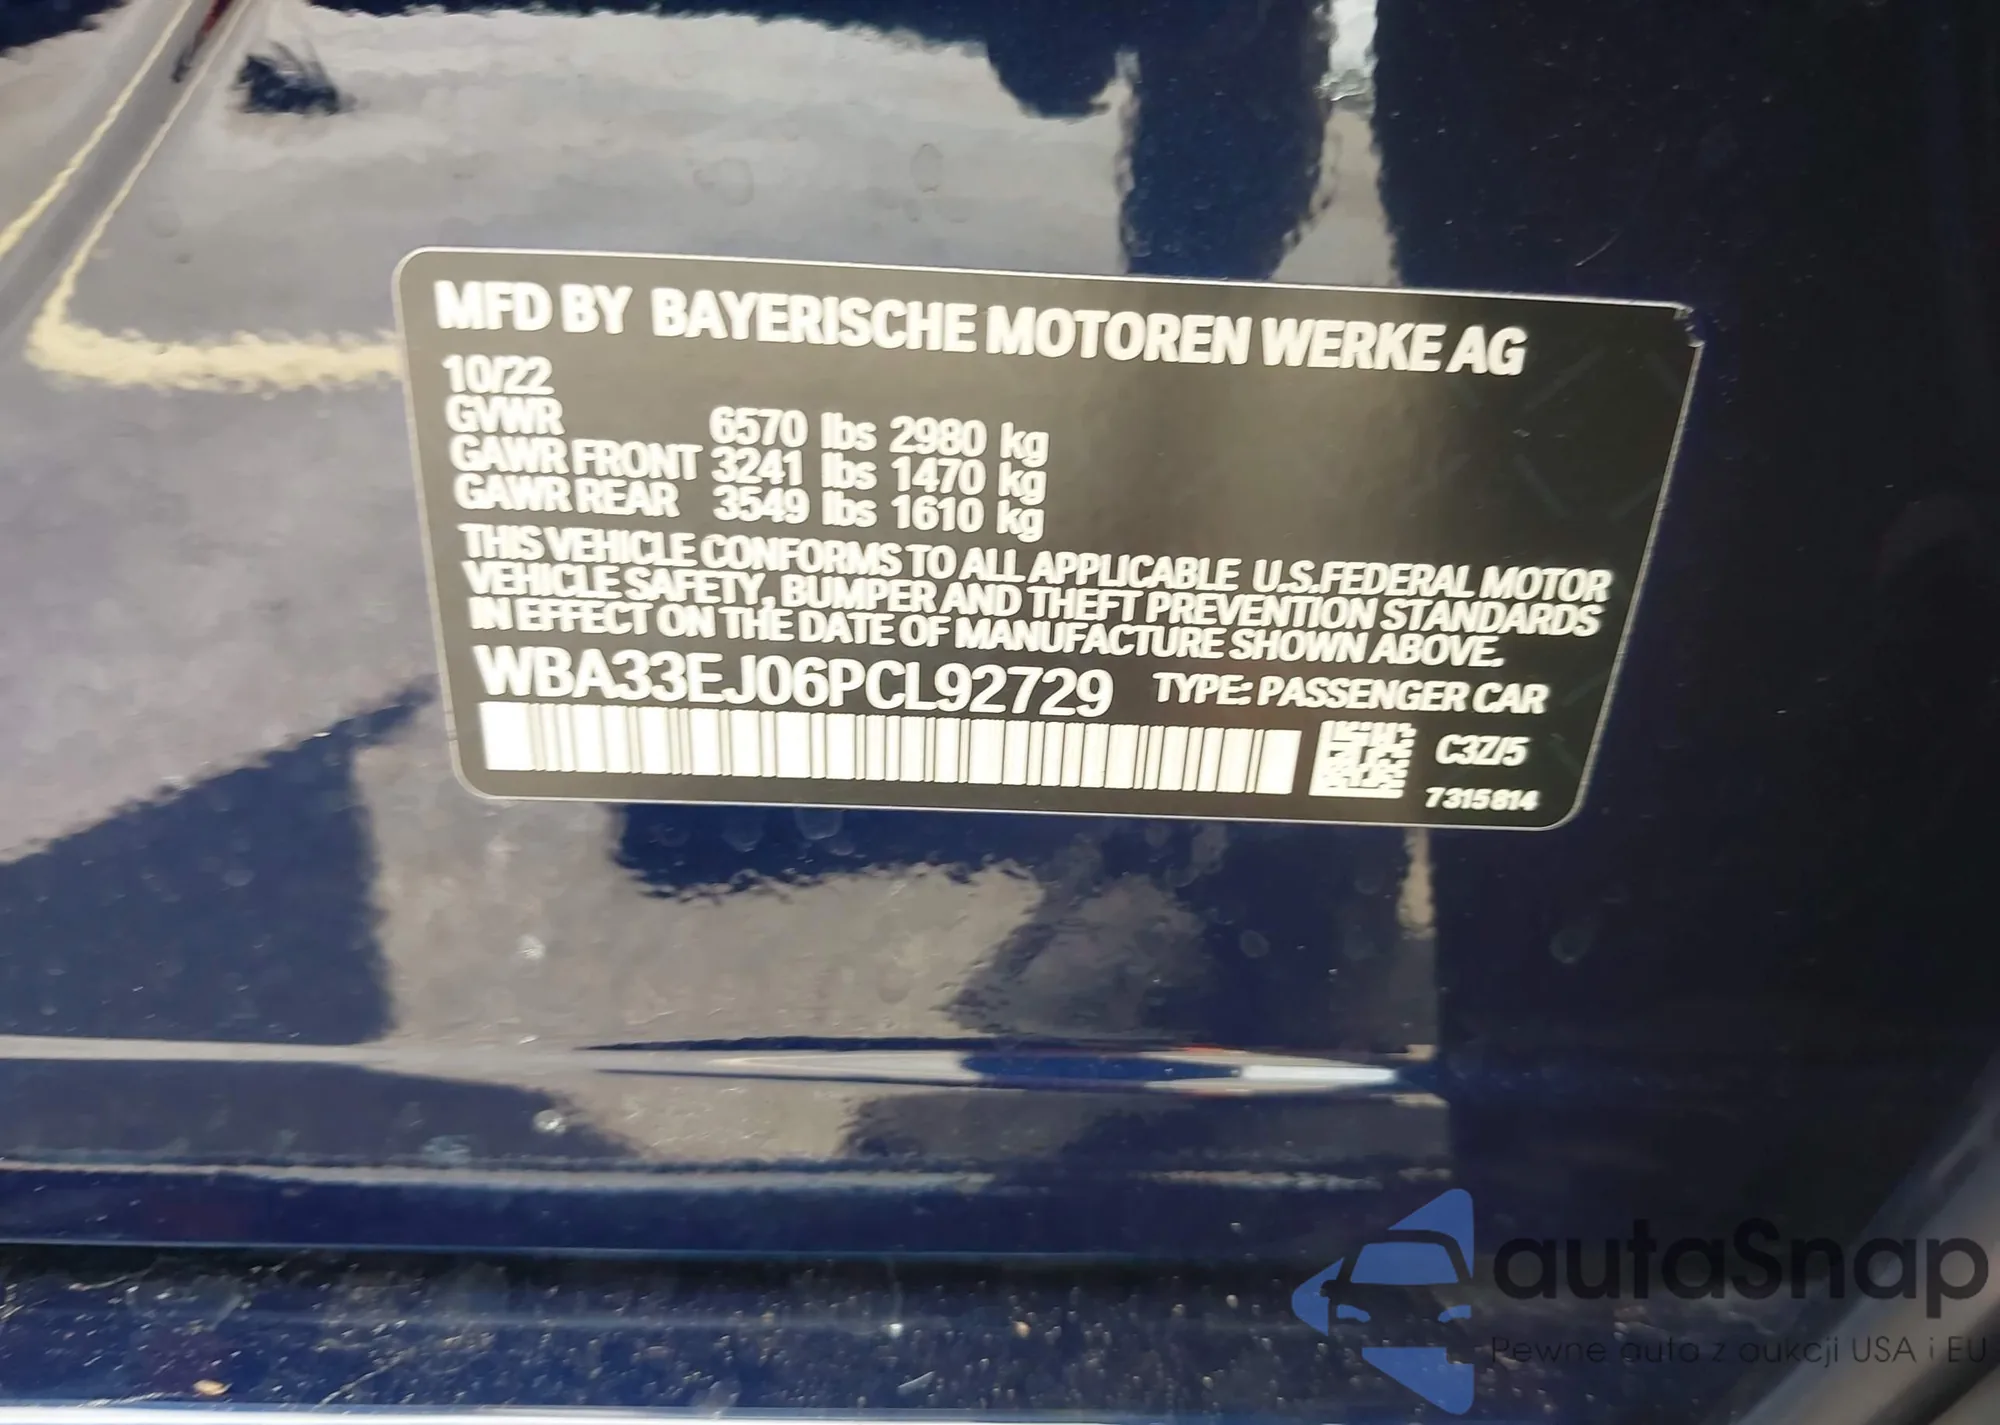 MFD BY BAYERISCHE MOTOREN WERKE AG
10/22
GVWR 6570 lbs 2980 kg
GAWR FRONT 3241 lbs 1470 kg
GAWR REAR 3549 lbs 1610 kg
THIS VEHICLE CONFORMS TO ALL APPLICABLE U.S.FEDERAL MOTOR
VEHICLE SAFETY, BUMPER AND THEFT PREVENTION STANDARDS
IN EFFECT ON THE DATE OF MANUFACTURE SHOWN ABOVE.
WBA33EJ06PCL92729 TYPE: PASSENGER CAR
C3Z/5
7315814
autaSnap
Pewne auto z aukcji USA i EU